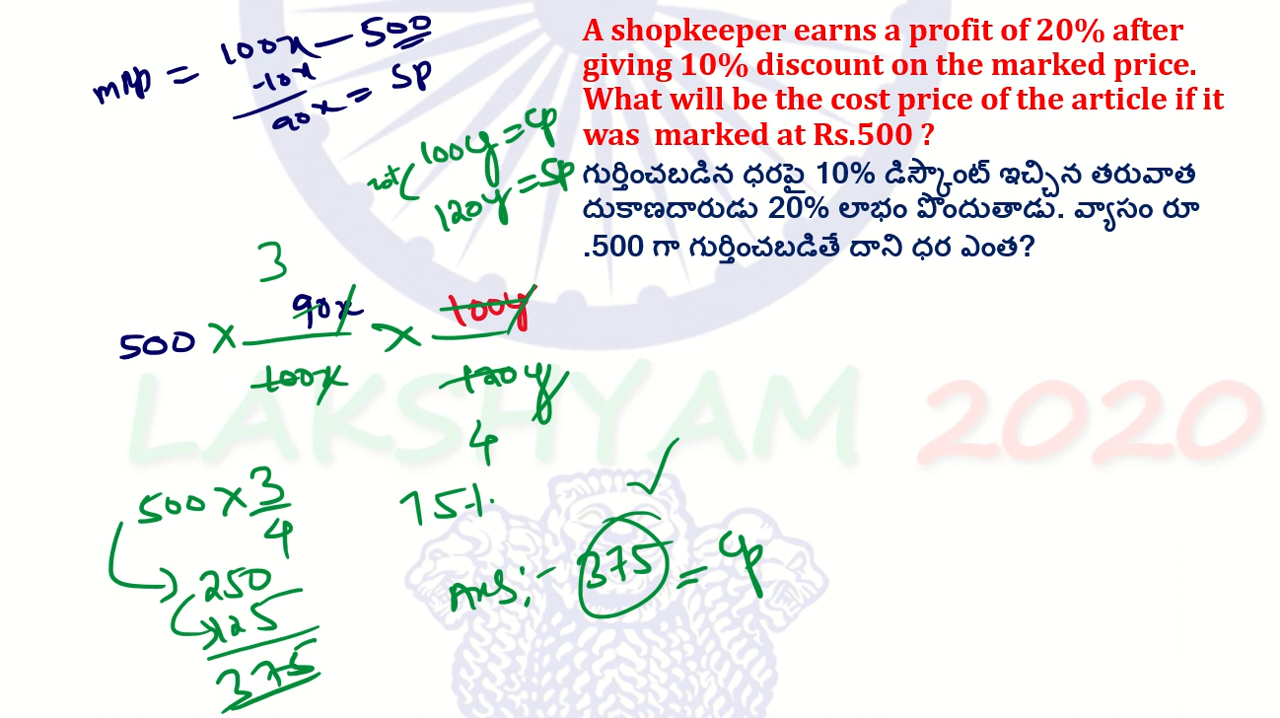 A shopkeeper earns a profit of 20% after
giving 10% discount on the marked price.
What will be the cost price of the article if it
was marked at Rs.500 ?
గుర్తించబడిన ధరపై 10% డిస్కౌంట్ ఇచ్చిన తరువాత
దుకాణదారుడు 20% లాభం పొందుతాడు. వ్యాసం రూ
.500 గా గుర్తించబడితే దాని ధర ఎంత?
MRP = 100x — 500
-10x
90x = SP
100y = CP
120y = SP
3
500 × 90x × 100y
100x 120y
4
500 × 3
4
75%
250
125
375
Ans:- 375 = CP
LAKSHYAM 2020